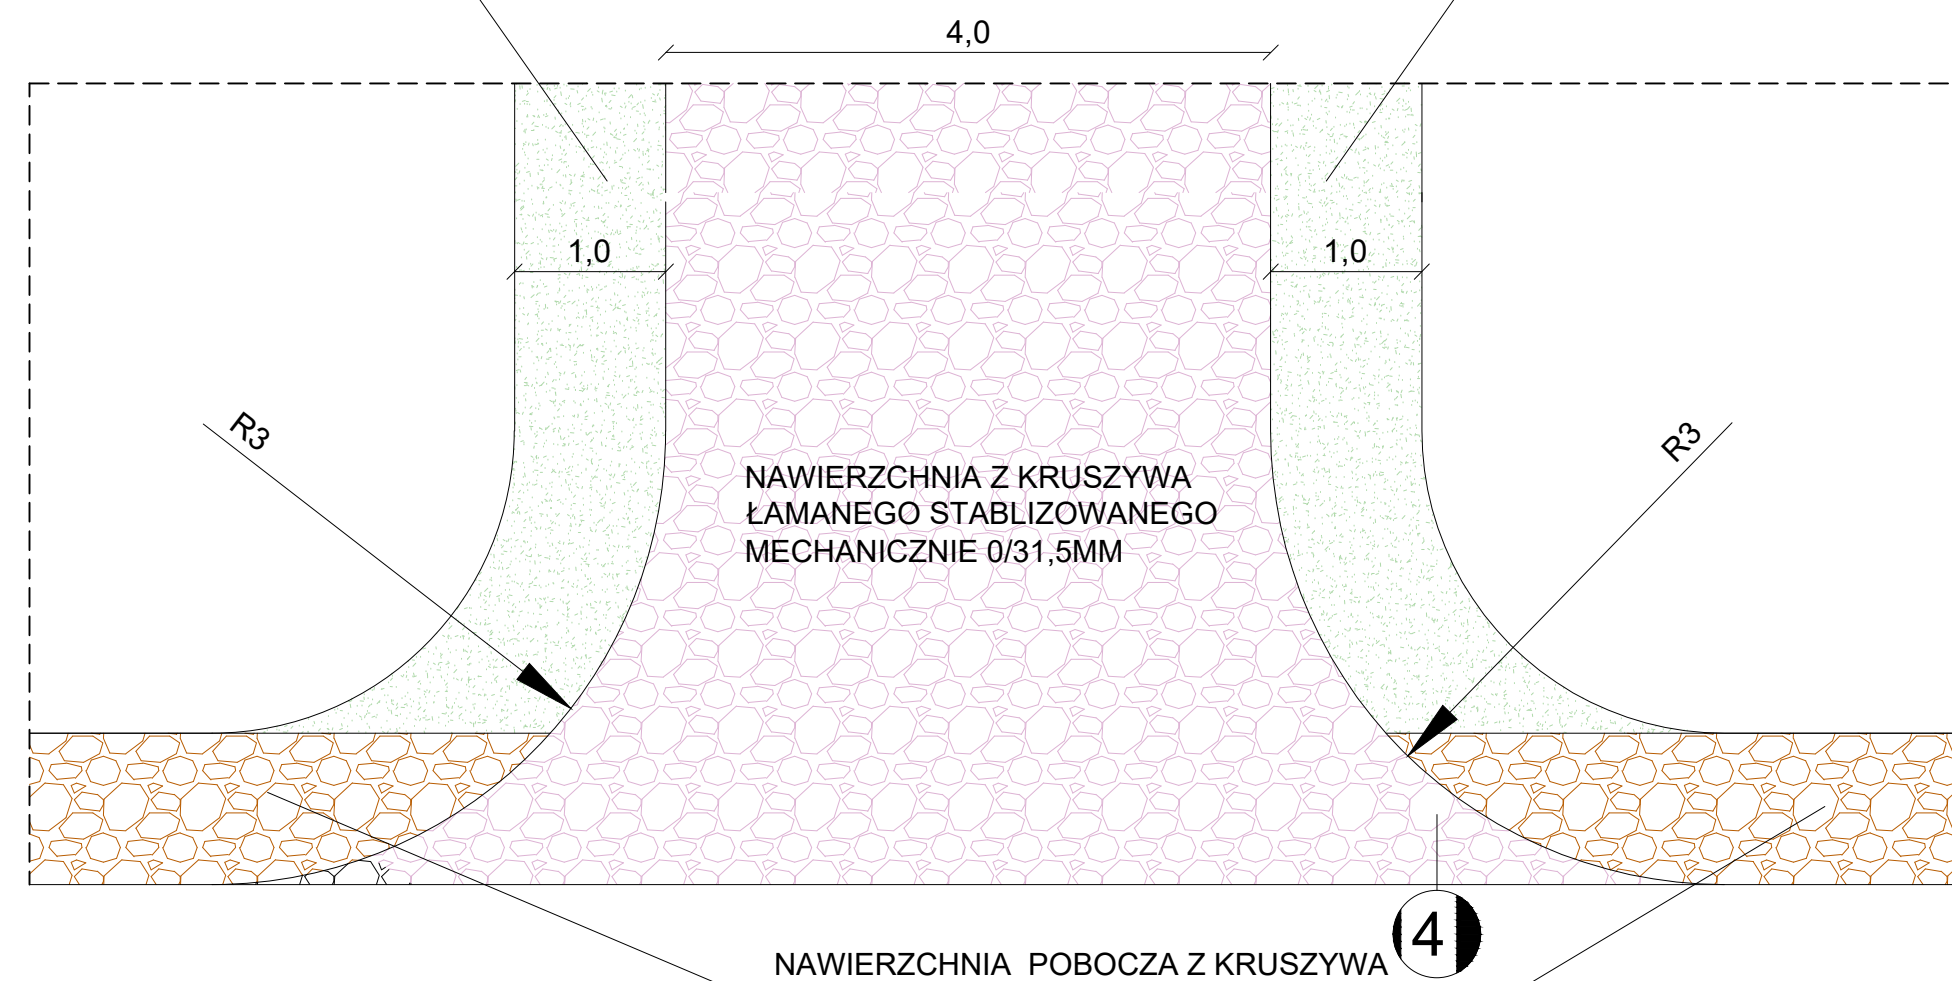 4,0
1,0
1,0
R3
R3
NAWIERZCHNIA Z KRUSZYWA
ŁAMANEGO STABLIZOWANEGO
MECHANICZNIE 0/31,5MM
4
NAWIERZCHNIA POBOCZA Z KRUSZYWA